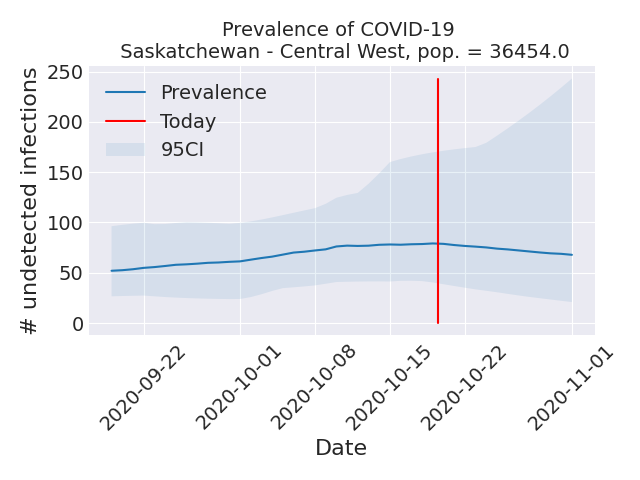 Prevalence of COVID-19
Saskatchewan - Central West, pop. = 36454.0
# undetected infections
250
200
150
100
50
0
Prevalence
Today
95CI
2020-09-22
2020-10-01
2020-10-08
2020-10-15
2020-10-22
2020-11-01
Date